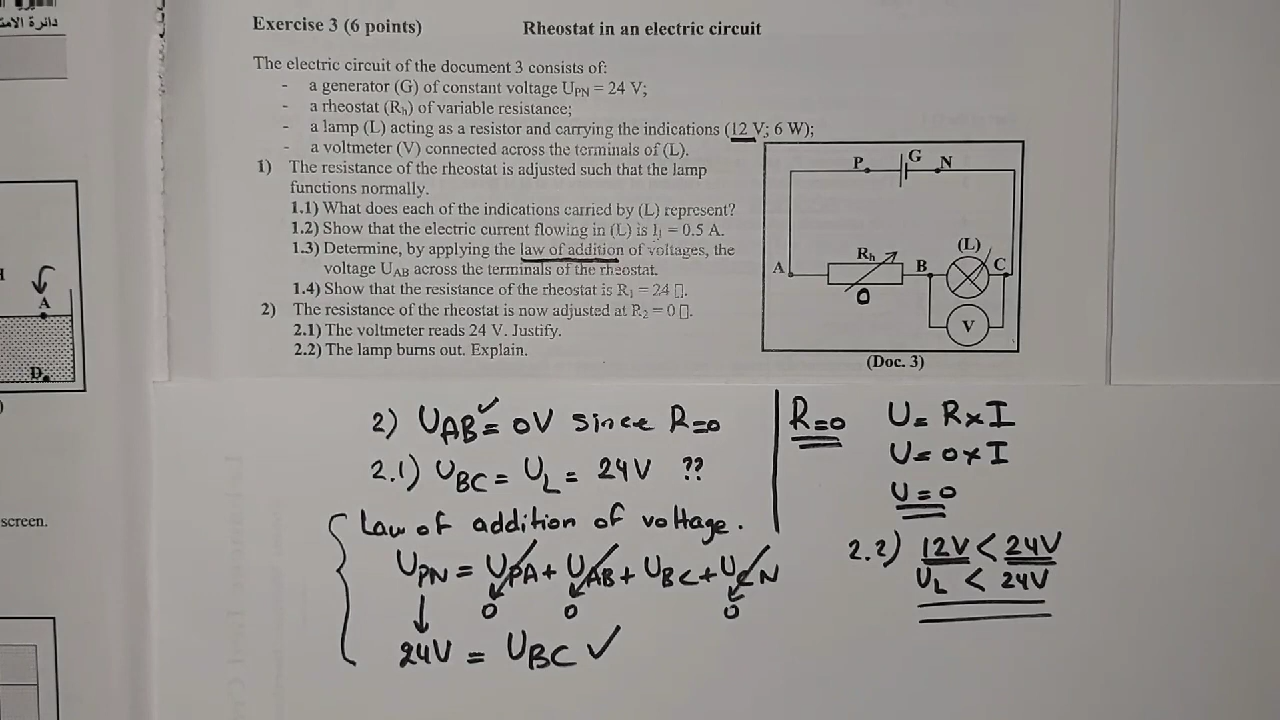 دائرة الامت
Exercise 3 (6 points)
Rheostat in an electric circuit
The electric circuit of the document 3 consists of:
- a generator (G) of constant voltage UPN = 24 V;
- a rheostat (Rh) of variable resistance;
- a lamp (L) acting as a resistor and carrying the indications (12 V; 6 W);
- a voltmeter (V) connected across the terminals of (L).
1) The resistance of the rheostat is adjusted such that the lamp
functions normally.
1.1) What does each of the indications carried by (L) represent?
1.2) Show that the electric current flowing in (L) is I1 = 0.5 A.
1.3) Determine, by applying the law of addition of voltages, the
voltage UAB across the terminals of the rheostat.
1.4) Show that the resistance of the rheostat is R1 = 24 ▯.
2) The resistance of the rheostat is now adjusted at R2 = 0 ▯.
2.1) The voltmeter reads 24 V. Justify.
2.2) The lamp burns out. Explain.
P G N
Rh (L)
A B C
0
V
(Doc. 3)
A
D
screen.
2) UAB = 0V since R=0
2.1) UBC = UL = 24V ??
Law of addition of voltage.
UPN = UPA + UAB + UBC + UCN
0 0 0
24V = UBC ✓
R=0 U = R×I
U = 0×I
U = 0
2.2) 12V < 24V
UL < 24V